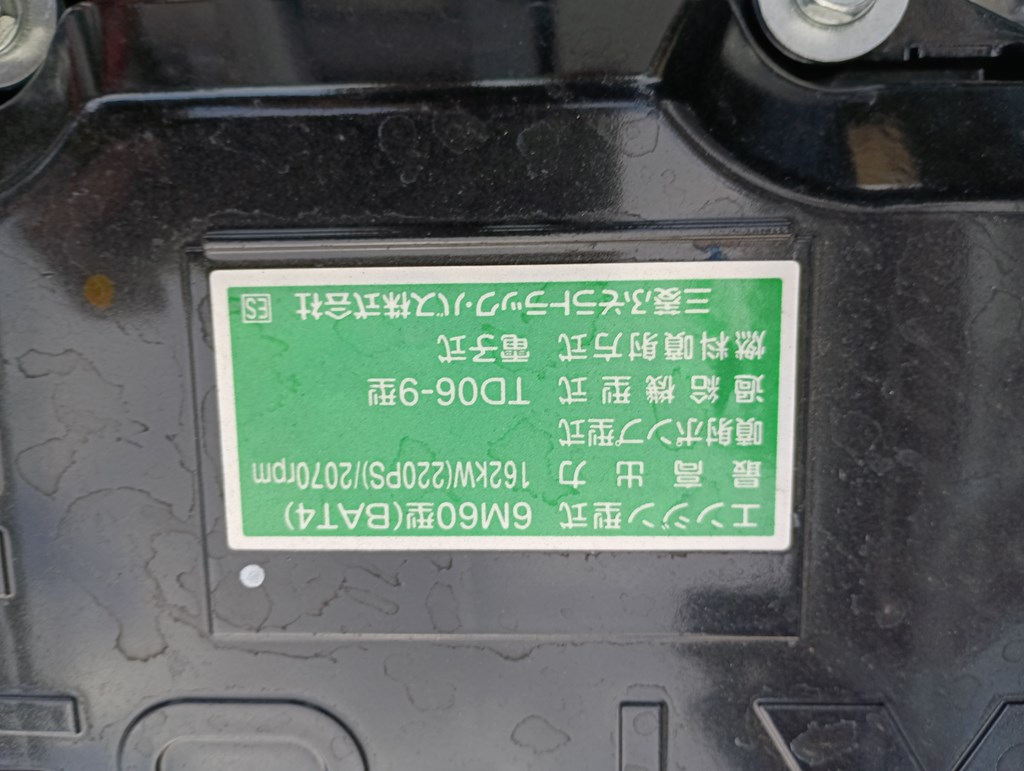 エンジン型式 6M60型(BAT4)
最高出力 162kW(220PS)/2070rpm
噴射ポンプ型式
過給機型式 TD06-9型
燃料噴射方式 電子式
三菱ふそうトラック・バス株式会社 ES